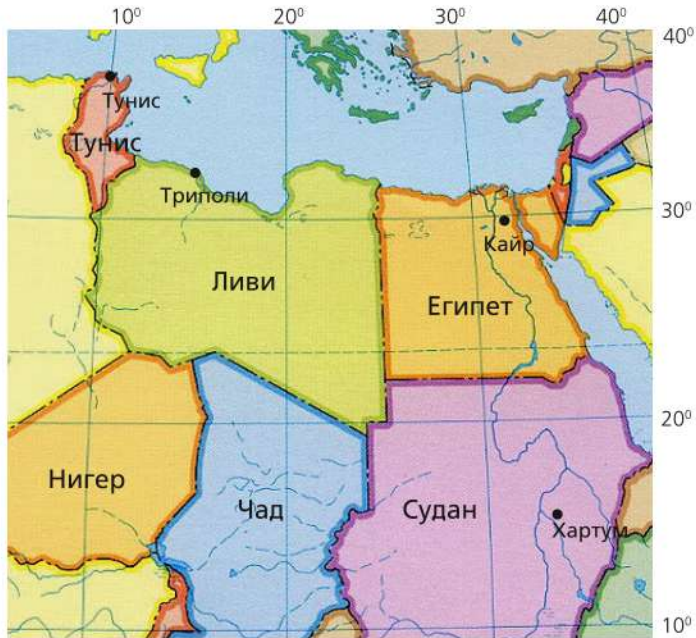 10⁰ 20⁰ 30⁰ 40⁰
40⁰
Тунис
Тунис
Триполи
30⁰
Кайр
Ливи
Египет
20⁰
Нигер
Чад
Судан
Хартум
10⁰